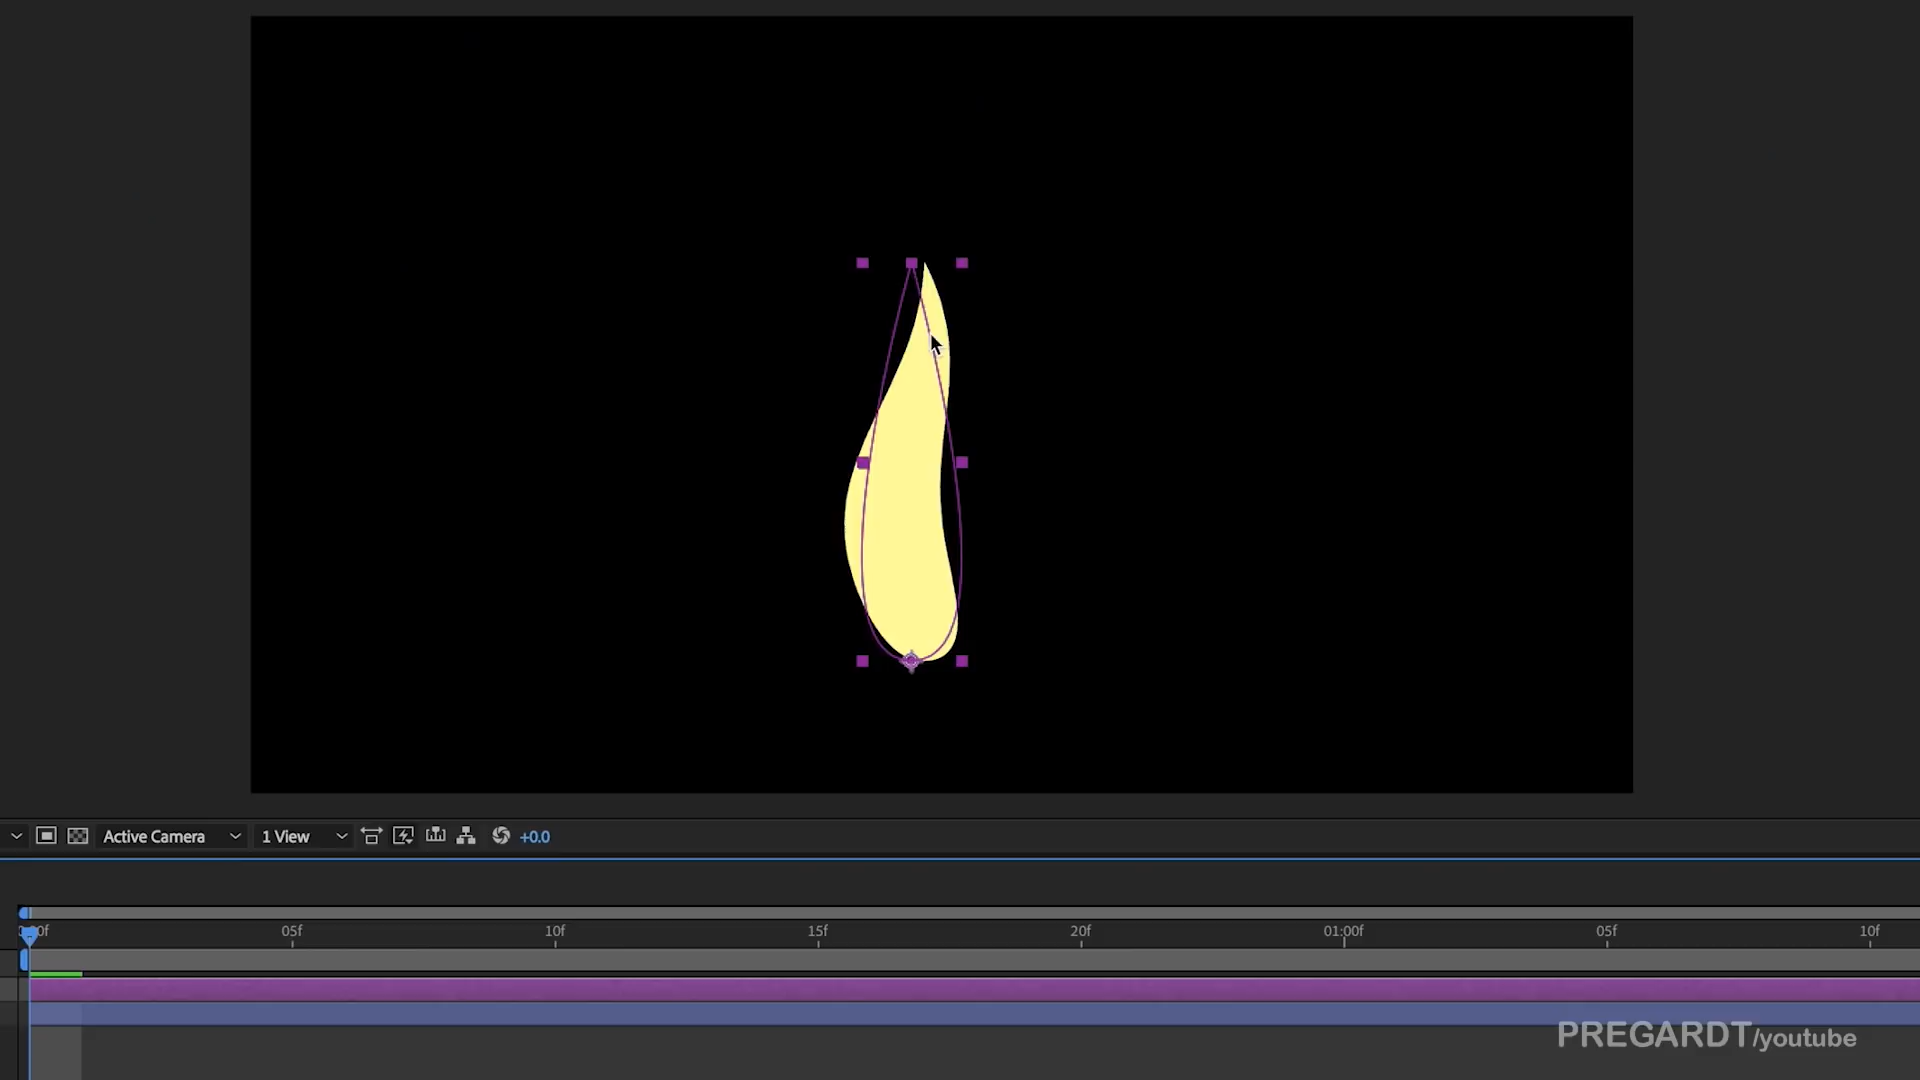 Active Camera 1 View +0.0
05f 10f 15f 20f 01:00f 05f 10f
PREGARDT/youtube